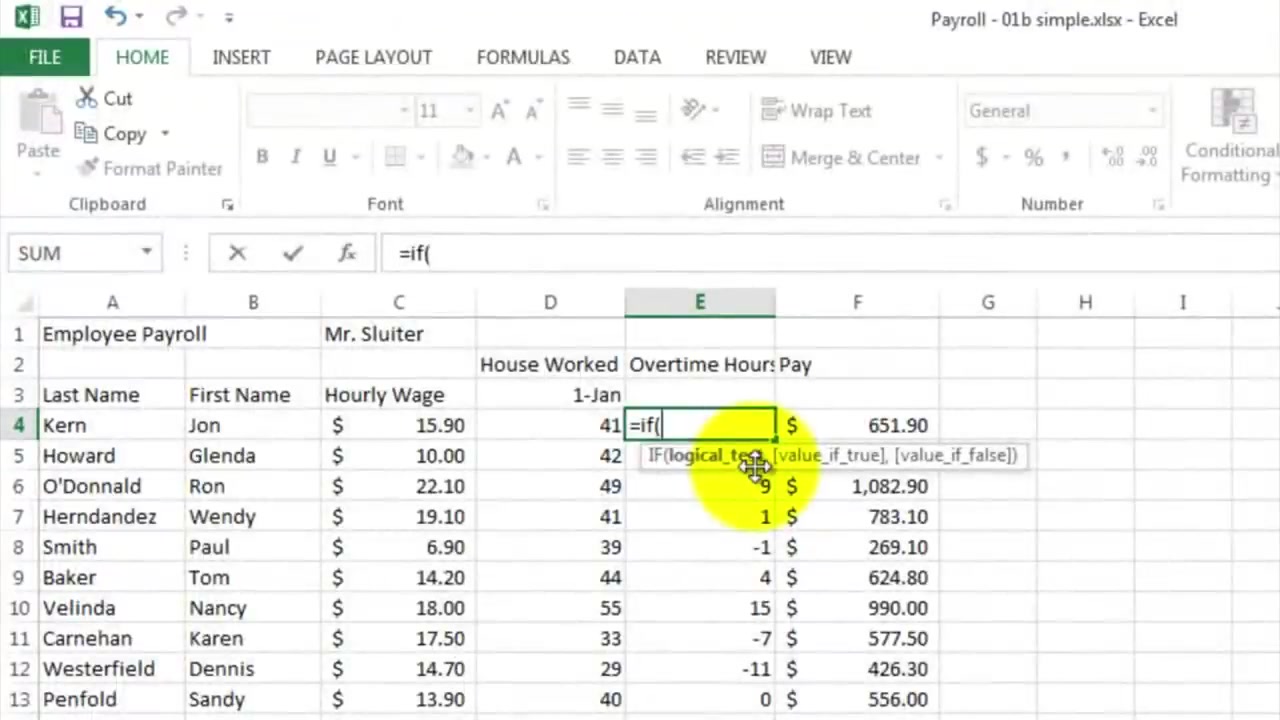 Payroll - 01b simple.xlsx - Excel
FILE HOME INSERT PAGE LAYOUT FORMULAS DATA REVIEW VIEW
Paste
Cut
Copy
Format Painter
11 A A
B I U A
Wrap Text
Merge & Center
General
$ % ,
Conditional
Formatting
Clipboard Font Alignment Number
SUM fx =if(
A B C D E F G H I
1 Employee Payroll Mr. Sluiter
2 House Worked Overtime Hours Pay
3 Last Name First Name Hourly Wage 1-Jan
4 Kern Jon $ 15.90 41 =if( $ 651.90
5 Howard Glenda $ 10.00 42 IF(logical_test, [value_if_true], [value_if_false])
6 O'Donnald Ron $ 22.10 49 9 $ 1,082.90
7 Herndandez Wendy $ 19.10 41 1 $ 783.10
8 Smith Paul $ 6.90 39 -1 $ 269.10
9 Baker Tom $ 14.20 44 4 $ 624.80
10 Velinda Nancy $ 18.00 55 15 $ 990.00
11 Carnehan Karen $ 17.50 33 -7 $ 577.50
12 Westerfield Dennis $ 14.70 29 -11 $ 426.30
13 Penfold Sandy $ 13.90 40 0 $ 556.00